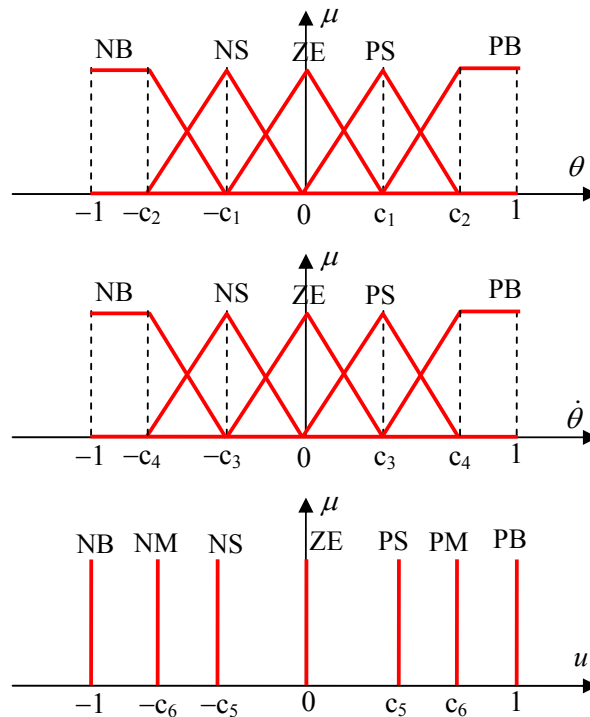 μ
NB NS ZE PS PB
θ
−1 −c₂ −c₁ 0 c₁ c₂ 1
μ
NB NS ZE PS PB
θ̇
−1 −c₄ −c₃ 0 c₃ c₄ 1
μ
NB NM NS ZE PS PM PB
u
−1 −c₆ −c₅ 0 c₅ c₆ 1